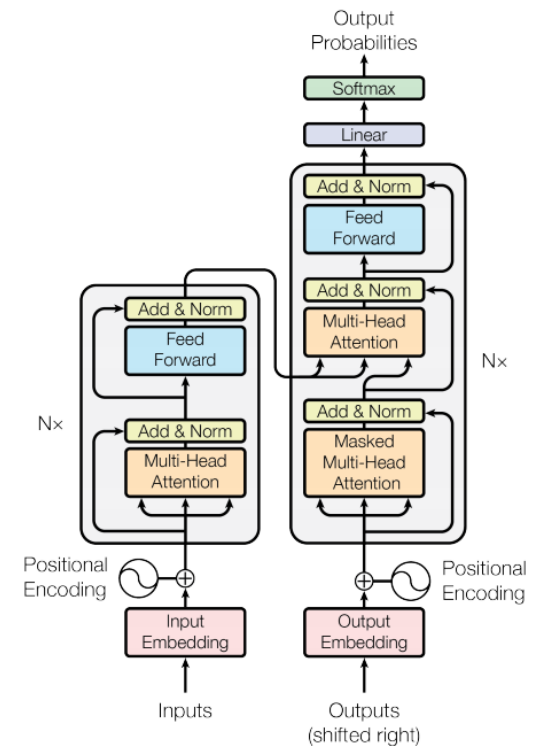 Output
Probabilities
Softmax
Linear
Add & Norm
Feed
Forward
Add & Norm
Multi-Head
Attention
Add & Norm
Masked
Multi-Head
Attention
Nx
Positional
Encoding
Output
Embedding
Outputs
(shifted right)
Add & Norm
Feed
Forward
Add & Norm
Multi-Head
Attention
Nx
Positional
Encoding
Input
Embedding
Inputs